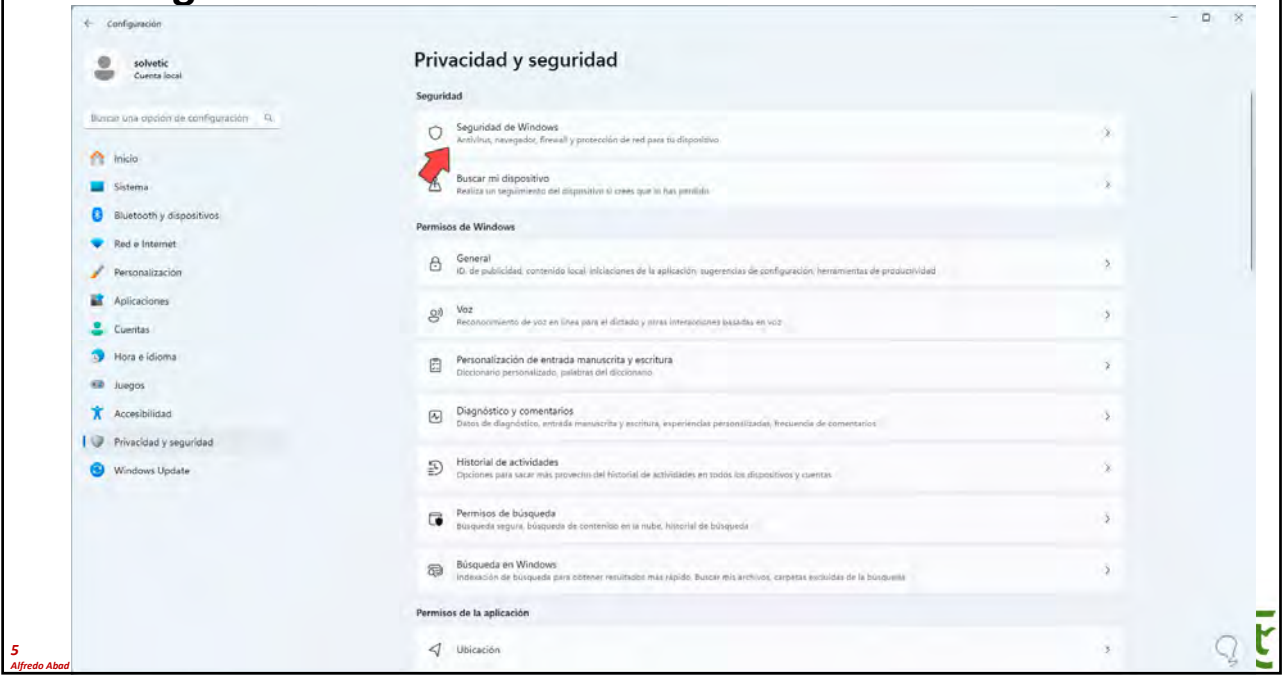 Configuración
solvetic
Cuenta local
Buscar una opción de configuración
Inicio
Sistema
Bluetooth y dispositivos
Red e Internet
Personalización
Aplicaciones
Cuentas
Hora e idioma
Juegos
Accesibilidad
Privacidad y seguridad
Windows Update
Privacidad y seguridad
Seguridad
Seguridad de Windows
Antivirus, navegador, firewall y protección de red para tu dispositivo
Buscar mi dispositivo
Realiza un seguimiento del dispositivo si crees que lo has perdido
Permisos de Windows
General
ID. de publicidad, contenido local, iniciaciones de la aplicación, sugerencias de configuración, herramientas de productividad
Voz
Reconocimiento de voz en línea para el dictado y otras interacciones basadas en voz
Personalización de entrada manuscrita y escritura
Diccionario personalizado, palabras del diccionario
Diagnóstico y comentarios
Datos de diagnóstico, entrada manuscrita y escritura, experiencias personalizadas, frecuencia de comentarios
Historial de actividades
Opciones para sacar más provecho del historial de actividades en todos los dispositivos y cuentas
Permisos de búsqueda
Búsqueda segura, búsqueda de contenido en la nube, historial de búsqueda
Búsqueda en Windows
Indexación de búsqueda para obtener resultados más rápido. Buscar mis archivos, carpetas excluidas de la búsqueda
Permisos de la aplicación
Ubicación
5
Alfredo Abad